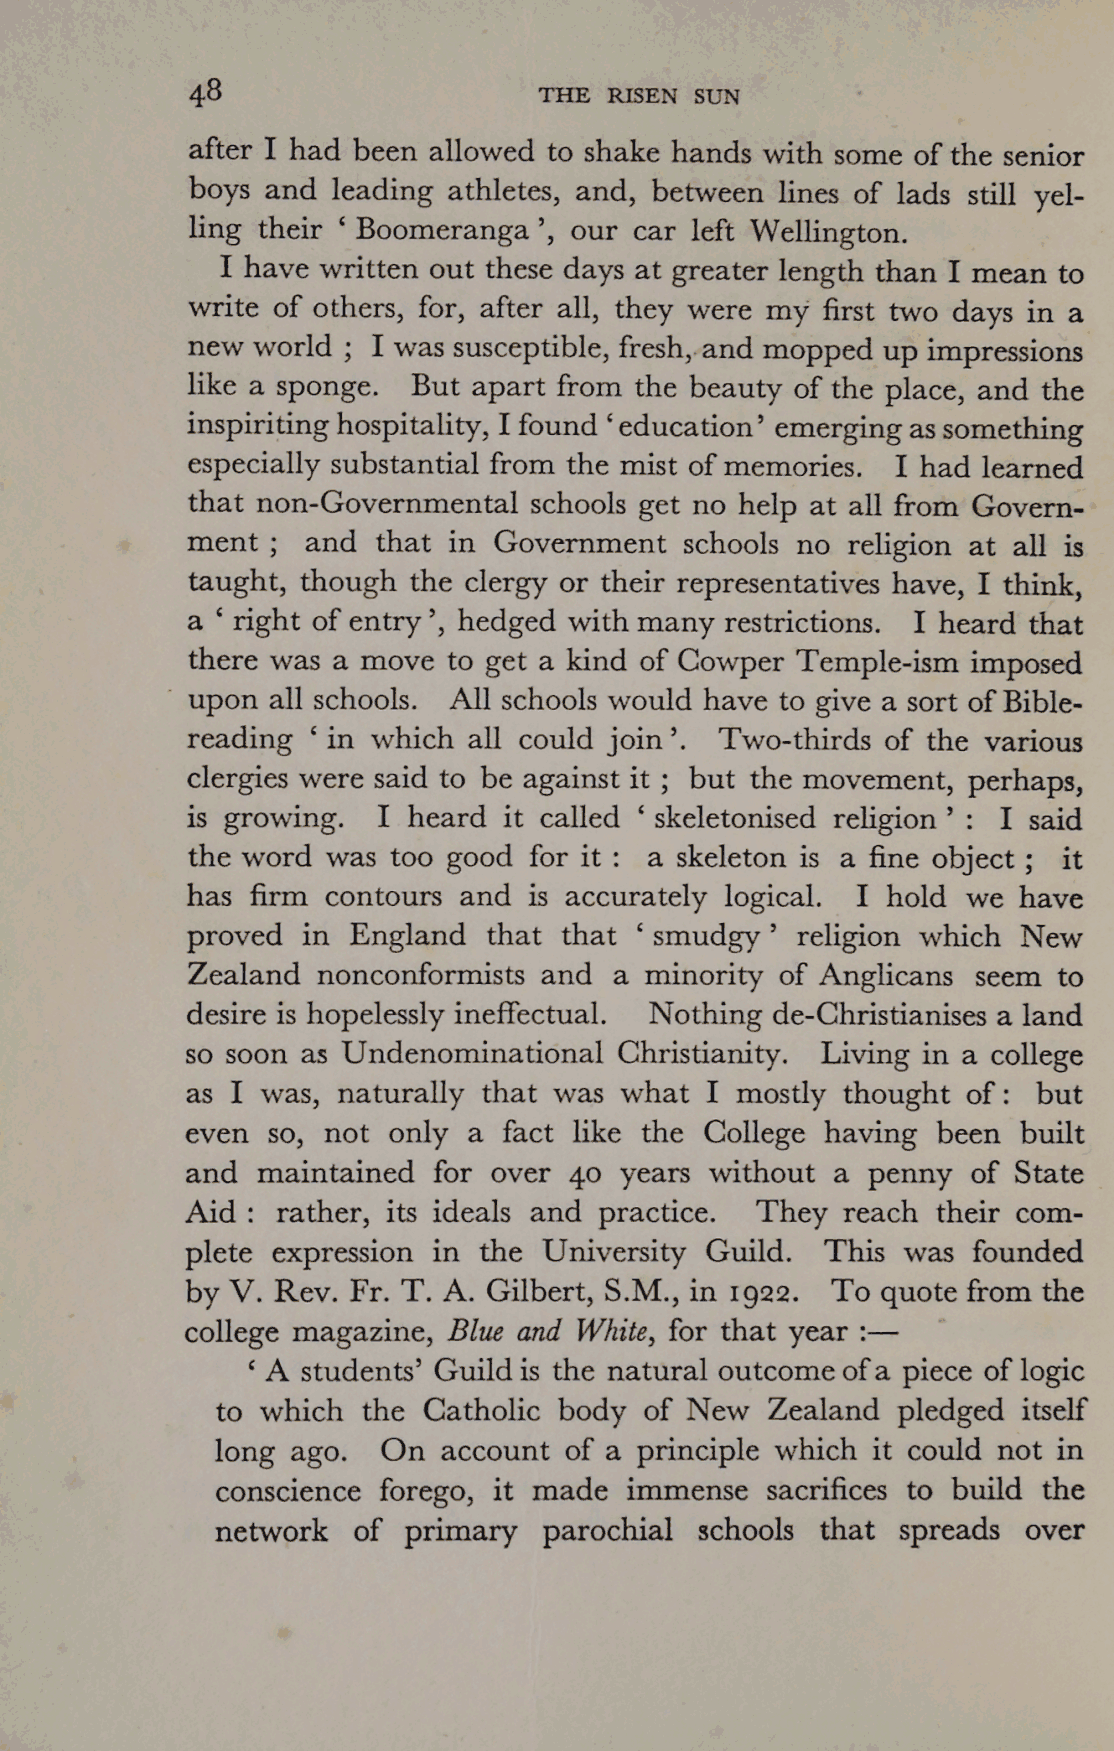 48 THE RISEN SUN
after I had been allowed to shake hands with some of the senior
boys and leading athletes, and, between lines of lads still yel-
ling their ‘ Boomeranga ’, our car left Wellington.
I have written out these days at greater length than I mean to
write of others, for, after all, they were my first two days in a
new world ; I was susceptible, fresh, and mopped up impressions
like a sponge. But apart from the beauty of the place, and the
inspiriting hospitality, I found ‘education’ emerging as something
especially substantial from the mist of memories. I had learned
that non-Governmental schools get no help at all from Govern-
ment ; and that in Government schools no religion at all is
taught, though the clergy or their representatives have, I think,
a ‘ right of entry ’, hedged with many restrictions. I heard that
there was a move to get a kind of Cowper Temple-ism imposed
upon all schools. All schools would have to give a sort of Bible-
reading ‘ in which all could join ’. Two-thirds of the various
clergies were said to be against it ; but the movement, perhaps,
is growing. I heard it called ‘ skeletonised religion ’ : I said
the word was too good for it : a skeleton is a fine object ; it
has firm contours and is accurately logical. I hold we have
proved in England that that ‘ smudgy ’ religion which New
Zealand nonconformists and a minority of Anglicans seem to
desire is hopelessly ineffectual. Nothing de-Christianises a land
so soon as Undenominational Christianity. Living in a college
as I was, naturally that was what I mostly thought of : but
even so, not only a fact like the College having been built
and maintained for over 40 years without a penny of State
Aid : rather, its ideals and practice. They reach their com-
plete expression in the University Guild. This was founded
by V. Rev. Fr. T. A. Gilbert, S.M., in 1922. To quote from the
college magazine, Blue and White, for that year :—
‘ A students’ Guild is the natural outcome of a piece of logic
to which the Catholic body of New Zealand pledged itself
long ago. On account of a principle which it could not in
conscience forego, it made immense sacrifices to build the
network of primary parochial schools that spreads over